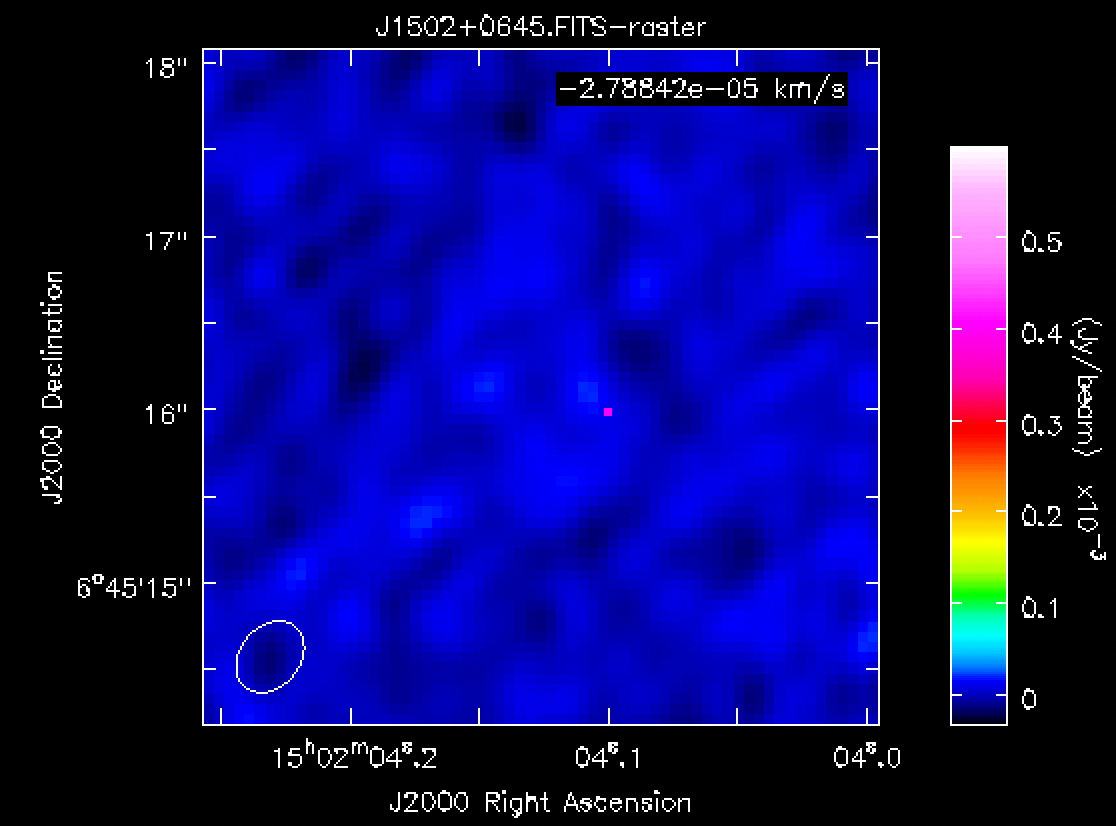 J1502+0645.FITS-raster
-2.78842e-05 km/s
18"
17"
16"
6°45'15"
J2000 Declination
15ʰ02ᵐ04ˢ.2
04ˢ.1
04ˢ.0
J2000 Right Ascension
0.5
0.4
0.3
0.2
0.1
0
(Jy/beam) x10⁻³